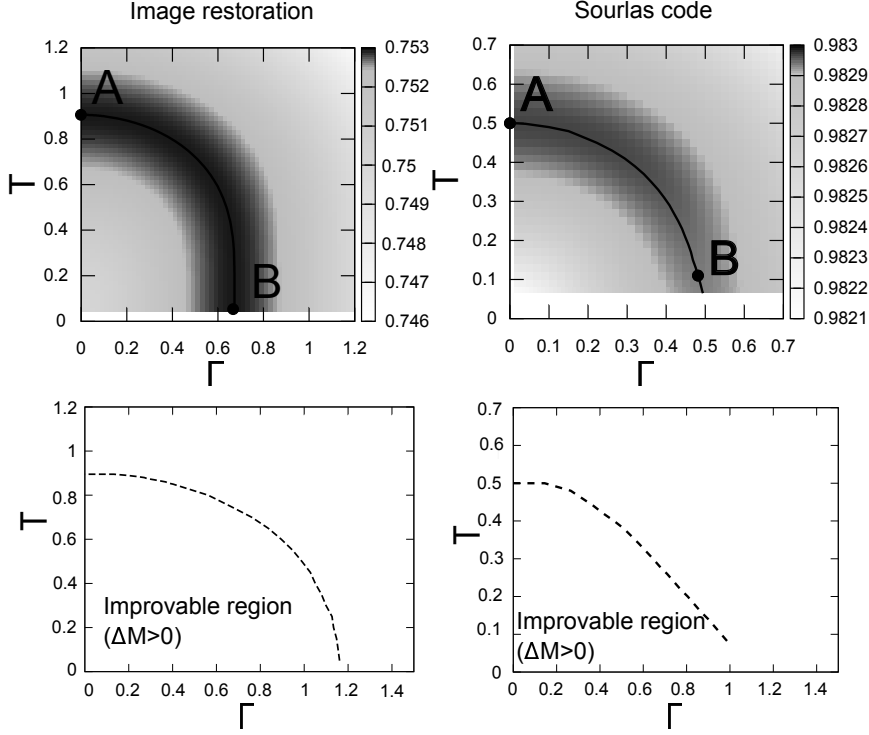 Image restoration
Sourlas code
1.2
1
0.8
0.6
0.4
0.2
0
T
A
B
0 0.2 0.4 0.6 0.8 1 1.2
Γ
0.753
0.752
0.751
0.75
0.749
0.748
0.747
0.746
0.7
0.6
0.5
0.4
0.3
0.2
0.1
0
T
A
B
0 0.1 0.2 0.3 0.4 0.5 0.6 0.7
Γ
0.983
0.9829
0.9828
0.9827
0.9826
0.9825
0.9824
0.9823
0.9822
0.9821
1.2
1
0.8
0.6
0.4
0.2
0
T
Improvable region
(ΔM>0)
0 0.2 0.4 0.6 0.8 1 1.2 1.4
Γ
0.7
0.6
0.5
0.4
0.3
0.2
0.1
0
T
Improvable region
(ΔM>0)
0 0.2 0.4 0.6 0.8 1 1.2 1.4
Γ